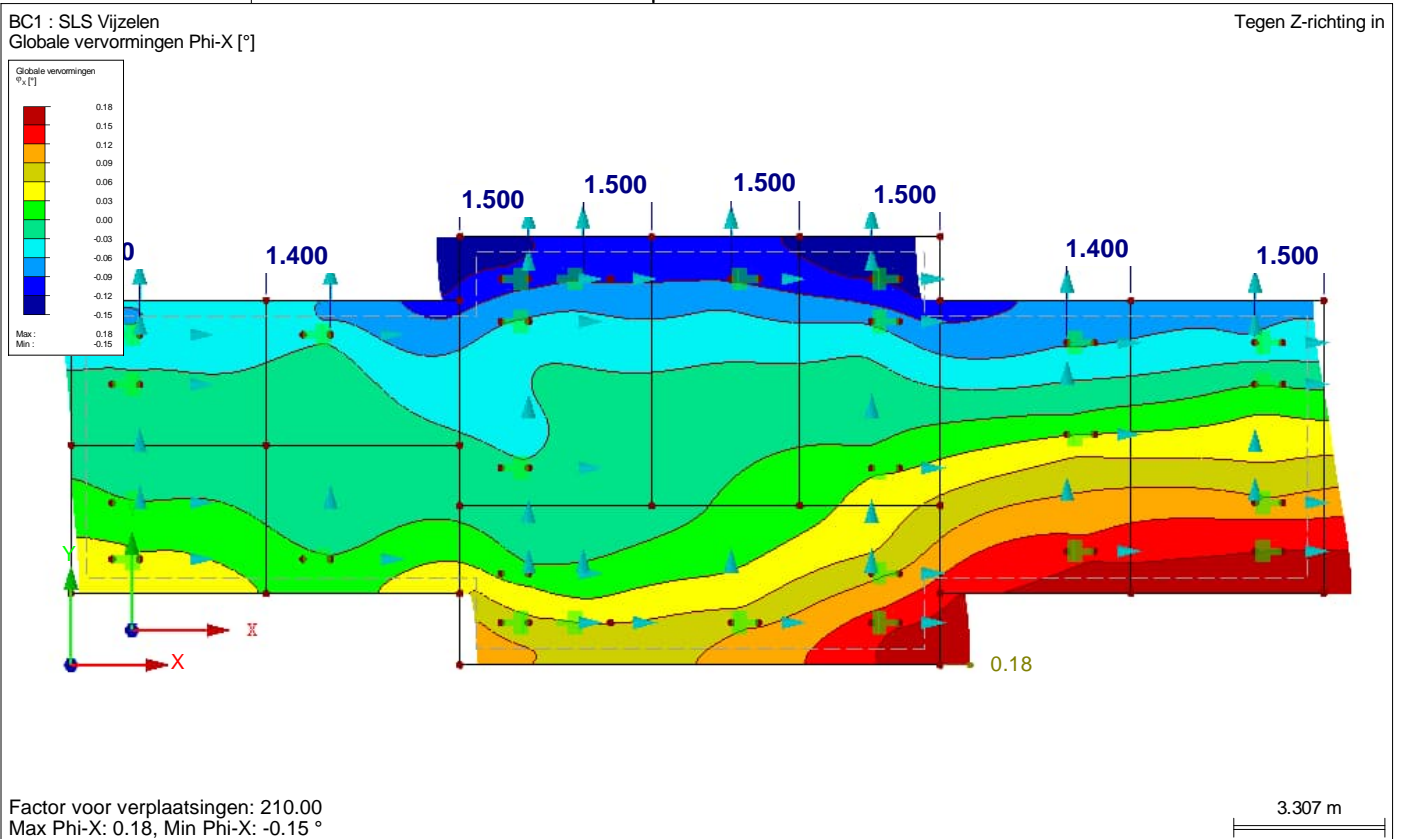 BC1 : SLS Vijzelen
Globale vervormingen Phi-X [°]
Tegen Z-richting in
Globale vervormingen
φX [°]
0.18
0.15
0.12
0.09
0.06
0.03
0.00
-0.03
-0.06
-0.09
-0.12
-0.15
Max : 0.18
Min : -0.15
1.500
1.500
1.500
1.500
0
1.400
1.400
1.500
Y
X
X
0.18
Factor voor verplaatsingen: 210.00
Max Phi-X: 0.18, Min Phi-X: -0.15 °
3.307 m